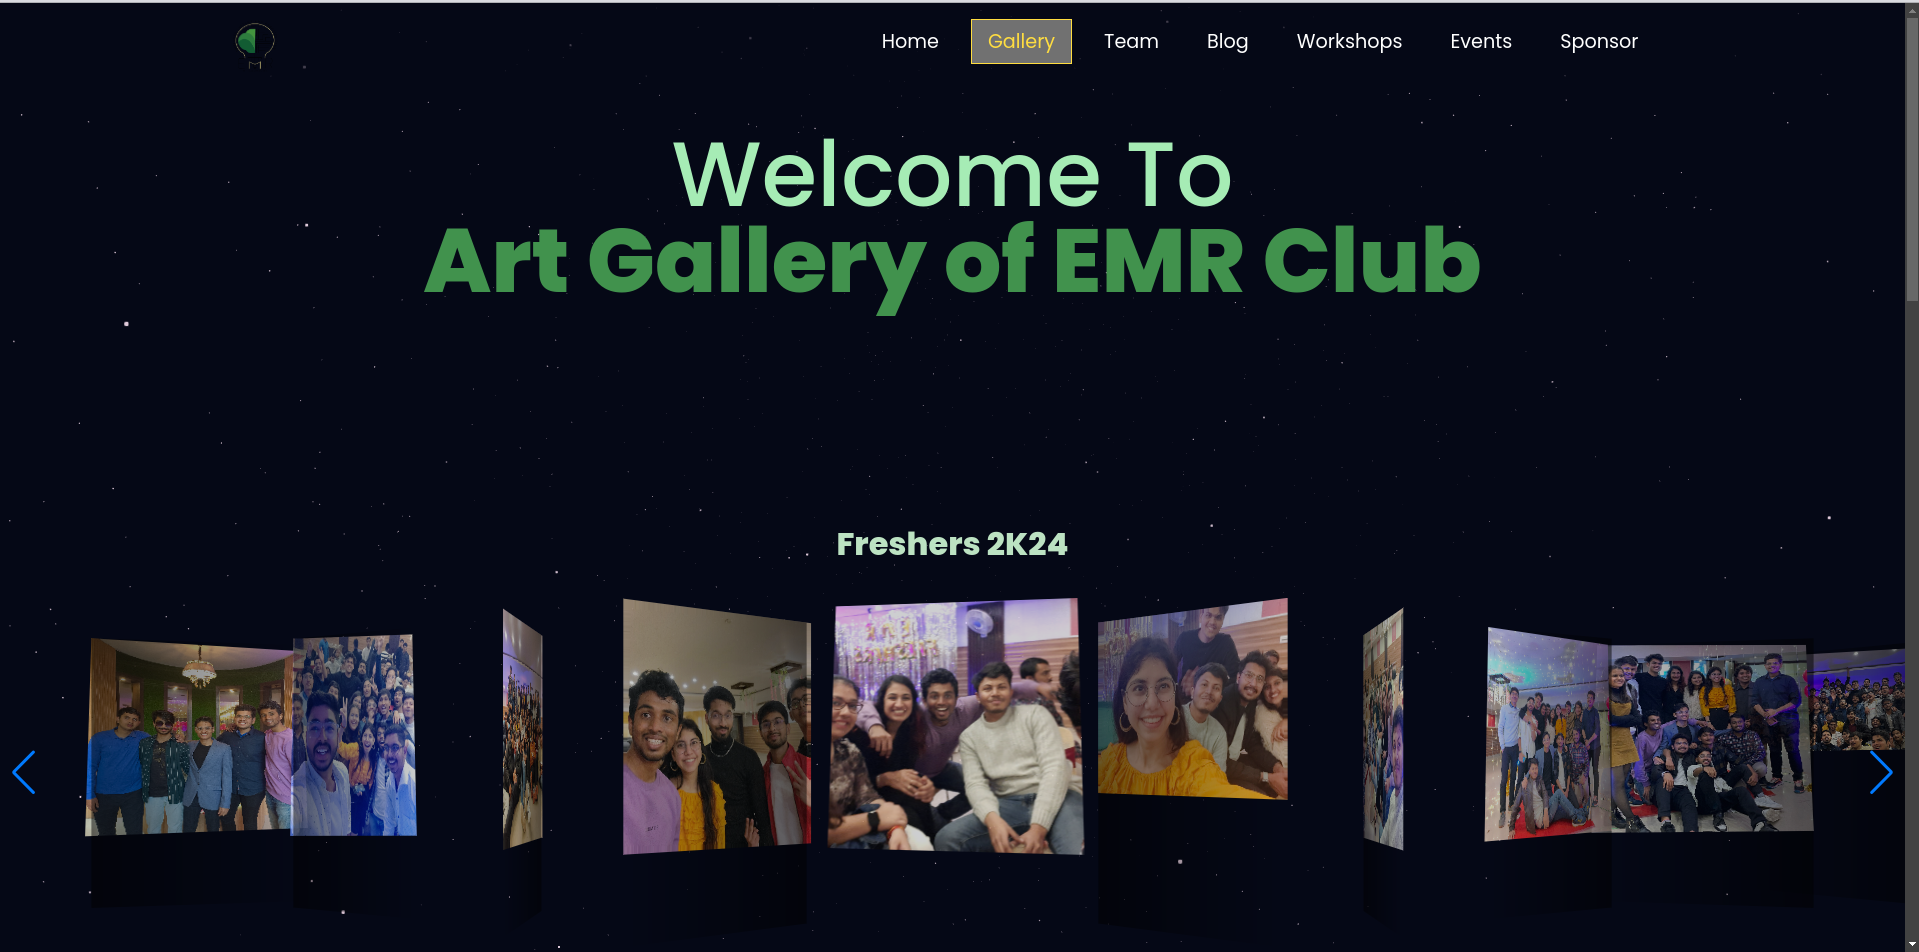 Home Gallery Team Blog Workshops Events Sponsor
Welcome To
Art Gallery of EMR Club
Freshers 2K24